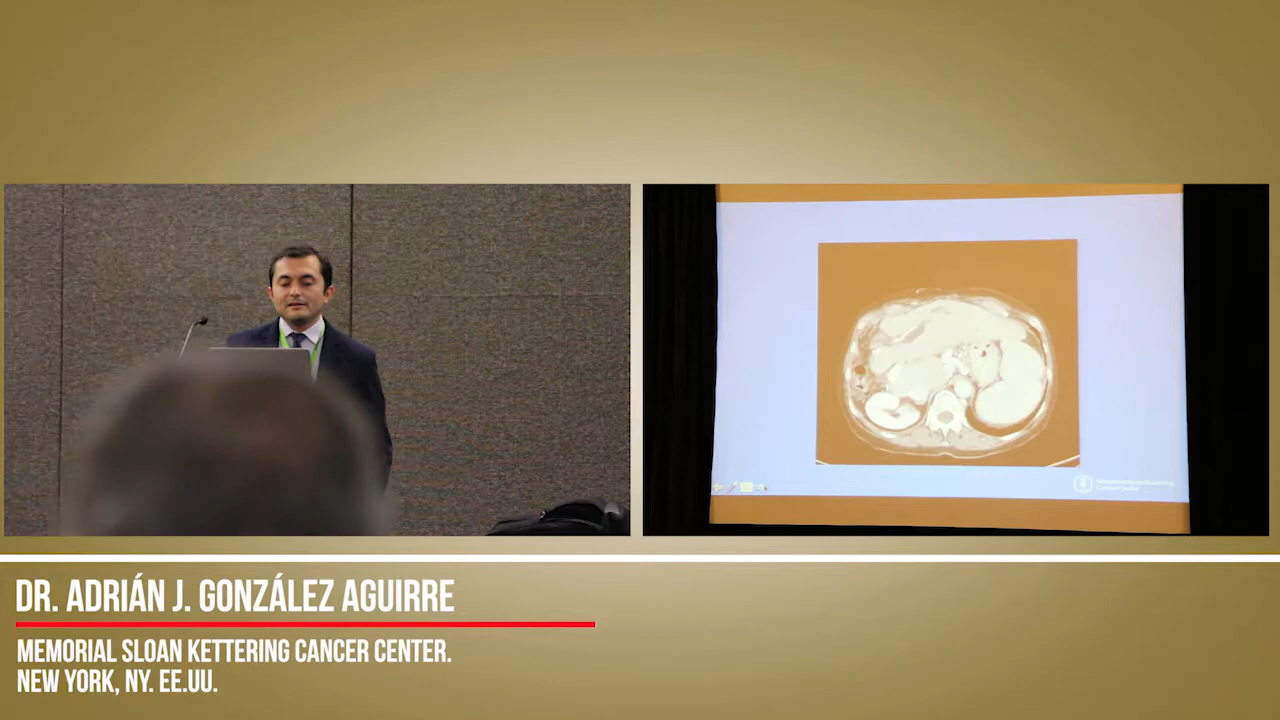 DR. ADRIÁN J. GONZÁLEZ AGUIRRE
MEMORIAL SLOAN KETTERING CANCER CENTER.
NEW YORK, NY. EE.UU.